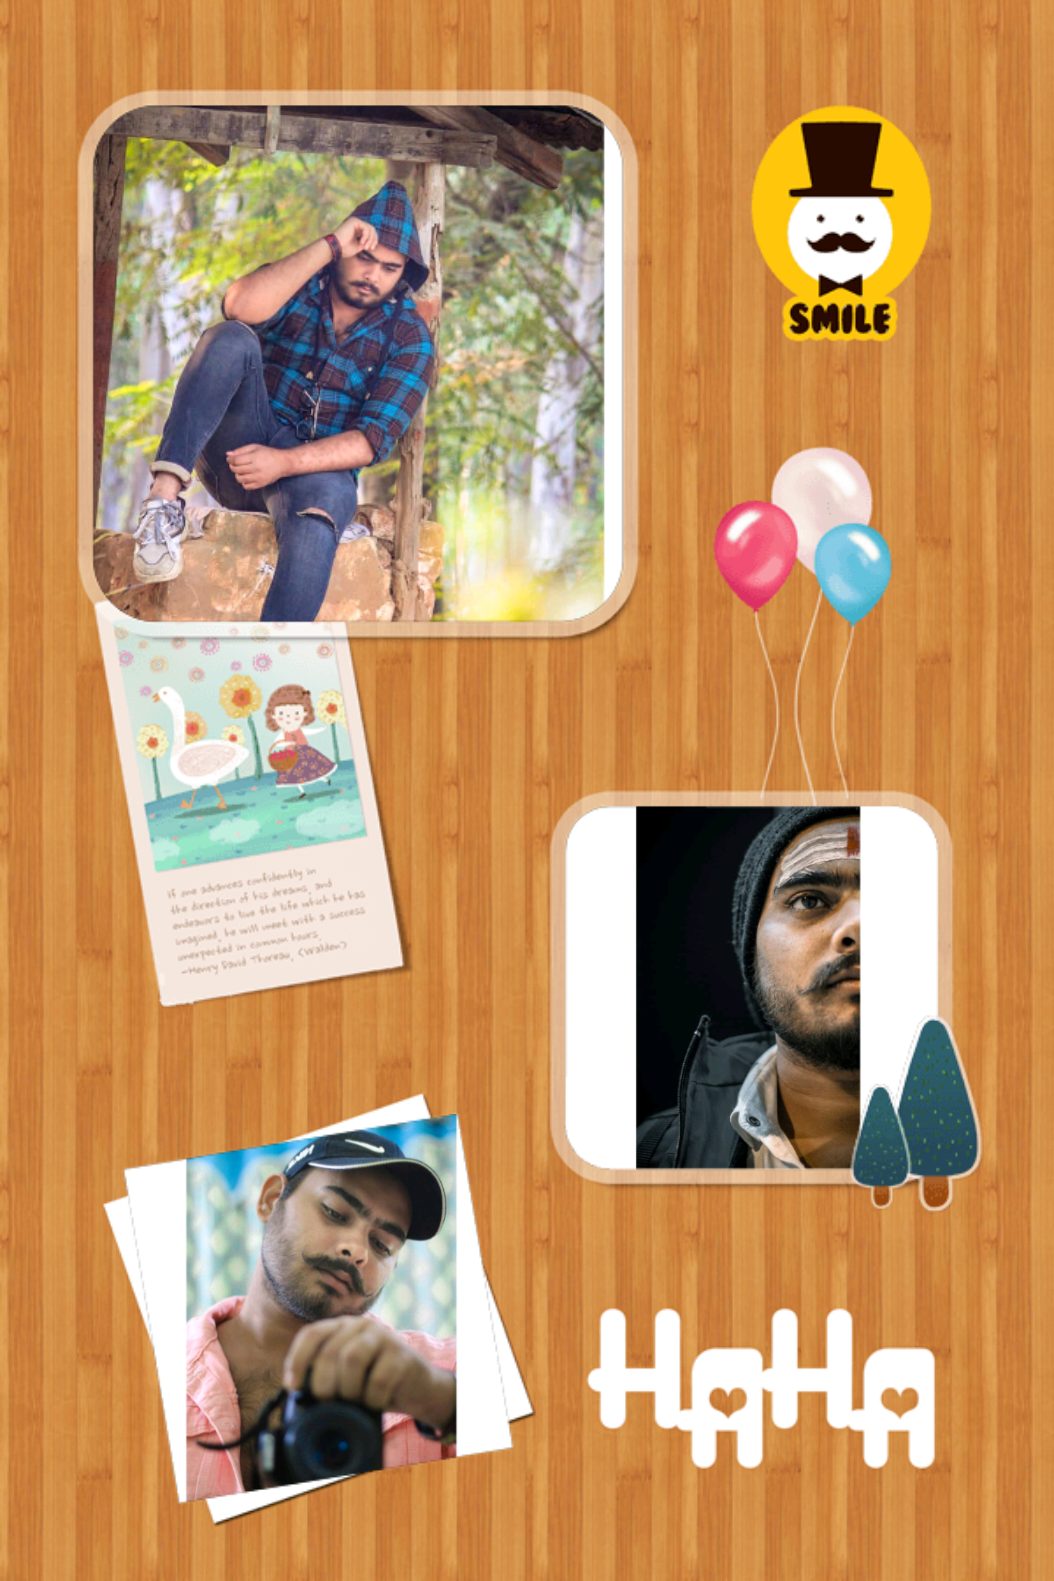 SMILE
If one advances confidently in
the direction of his dreams, and
endeavors to live the life which he has
imagined, he will meet with a success
unexpected in common hours.
-Henry David Thoreau, (Walden)
HaHa